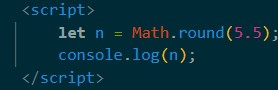 <script>
let n = Math.round(5.5);
console.log(n);
</script>